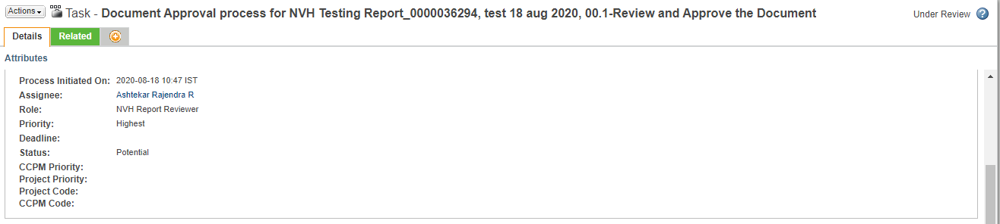 Actions Task - Document Approval process for NVH Testing Report_0000036294, test 18 aug 2020, 00.1-Review and Approve the Document Under Review ?
Details Related
Attributes
Process Initiated On: 2020-08-18 10:47 IST
Assignee: Ashtekar Rajendra R
Role: NVH Report Reviewer
Priority: Highest
Deadline:
Status: Potential
CCPM Priority:
Project Priority:
Project Code:
CCPM Code: